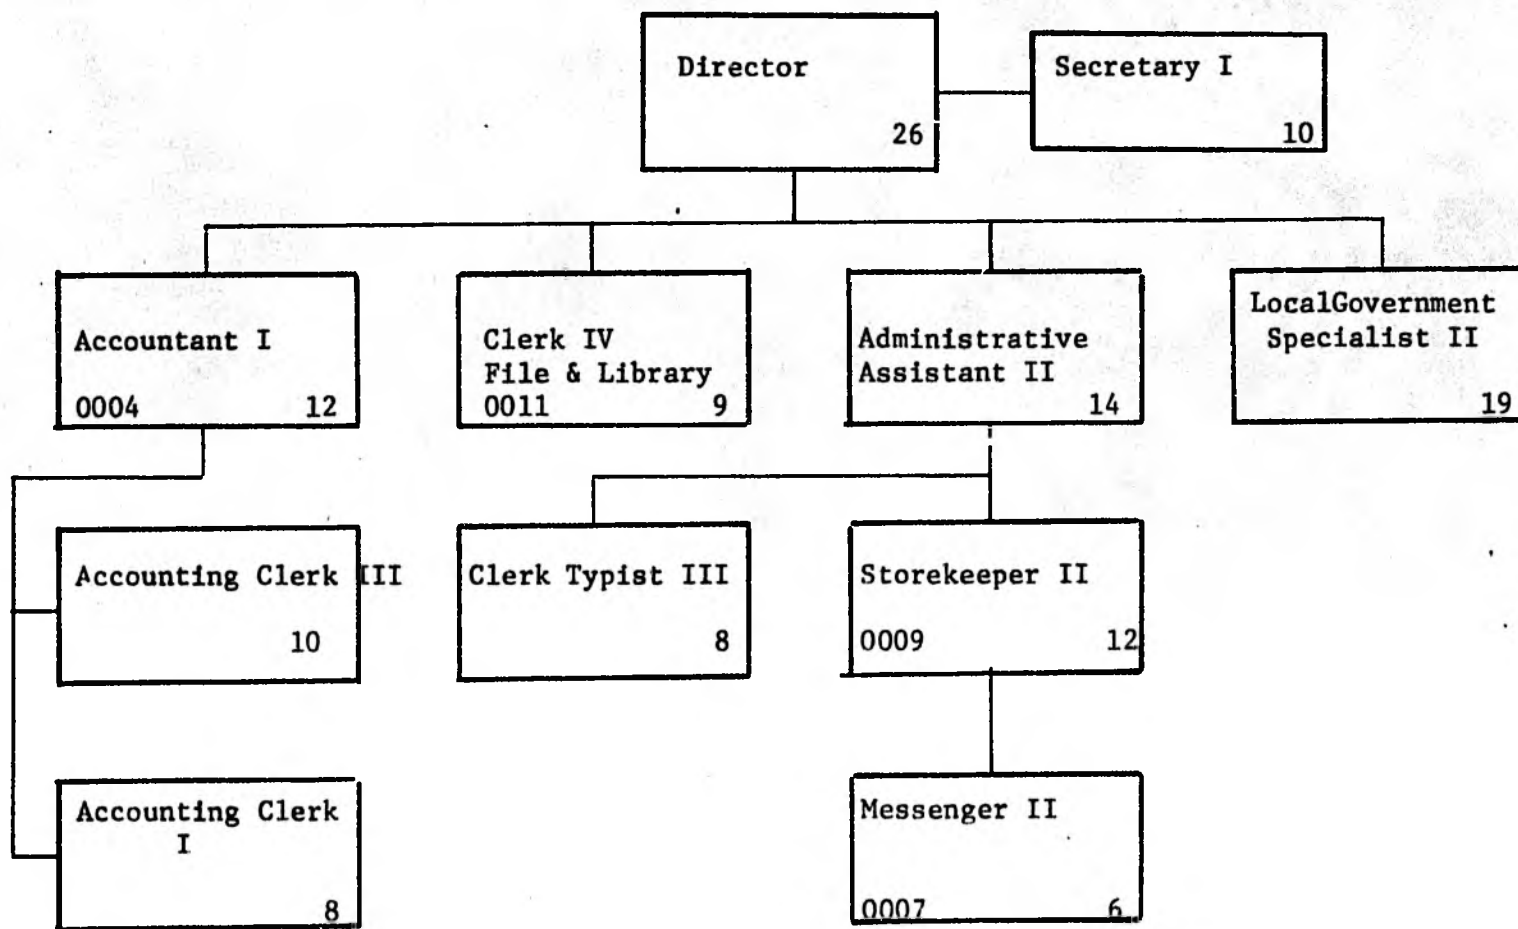 Director
26
Secretary I
10
Accountant I
0004 12
Clerk IV
File & Library
0011 9
Administrative
Assistant II
14
LocalGovernment
Specialist II
19
Accounting Clerk III
10
Clerk Typist III
8
Storekeeper II
0009 12
Accounting Clerk
I
8
Messenger II
0007 6